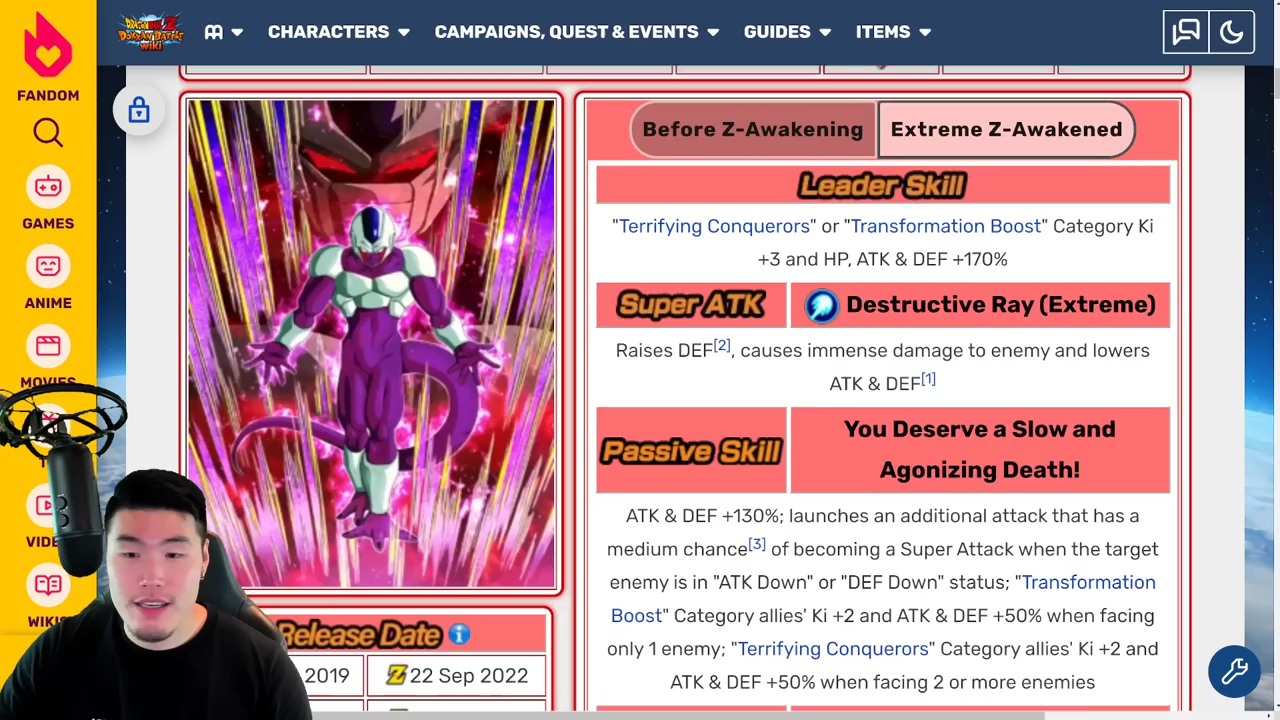 DRAGON BALL Z
DOKKAN BATTLE
WIKI
CHARACTERS
CAMPAIGNS, QUEST & EVENTS
GUIDES
ITEMS
FANDOM
GAMES
ANIME
MOVIES
WIKIS
Before Z-Awakening
Extreme Z-Awakened
Leader Skill
"Terrifying Conquerors" or "Transformation Boost" Category Ki
+3 and HP, ATK & DEF +170%
Super ATK
Destructive Ray (Extreme)
Raises DEF[2], causes immense damage to enemy and lowers
ATK & DEF[1]
Passive Skill
You Deserve a Slow and
Agonizing Death!
ATK & DEF +130%; launches an additional attack that has a
medium chance[3] of becoming a Super Attack when the target
enemy is in "ATK Down" or "DEF Down" status; "Transformation
Boost" Category allies' Ki +2 and ATK & DEF +50% when facing
only 1 enemy; "Terrifying Conquerors" Category allies' Ki +2 and
ATK & DEF +50% when facing 2 or more enemies
Release Date
2019
Z 22 Sep 2022